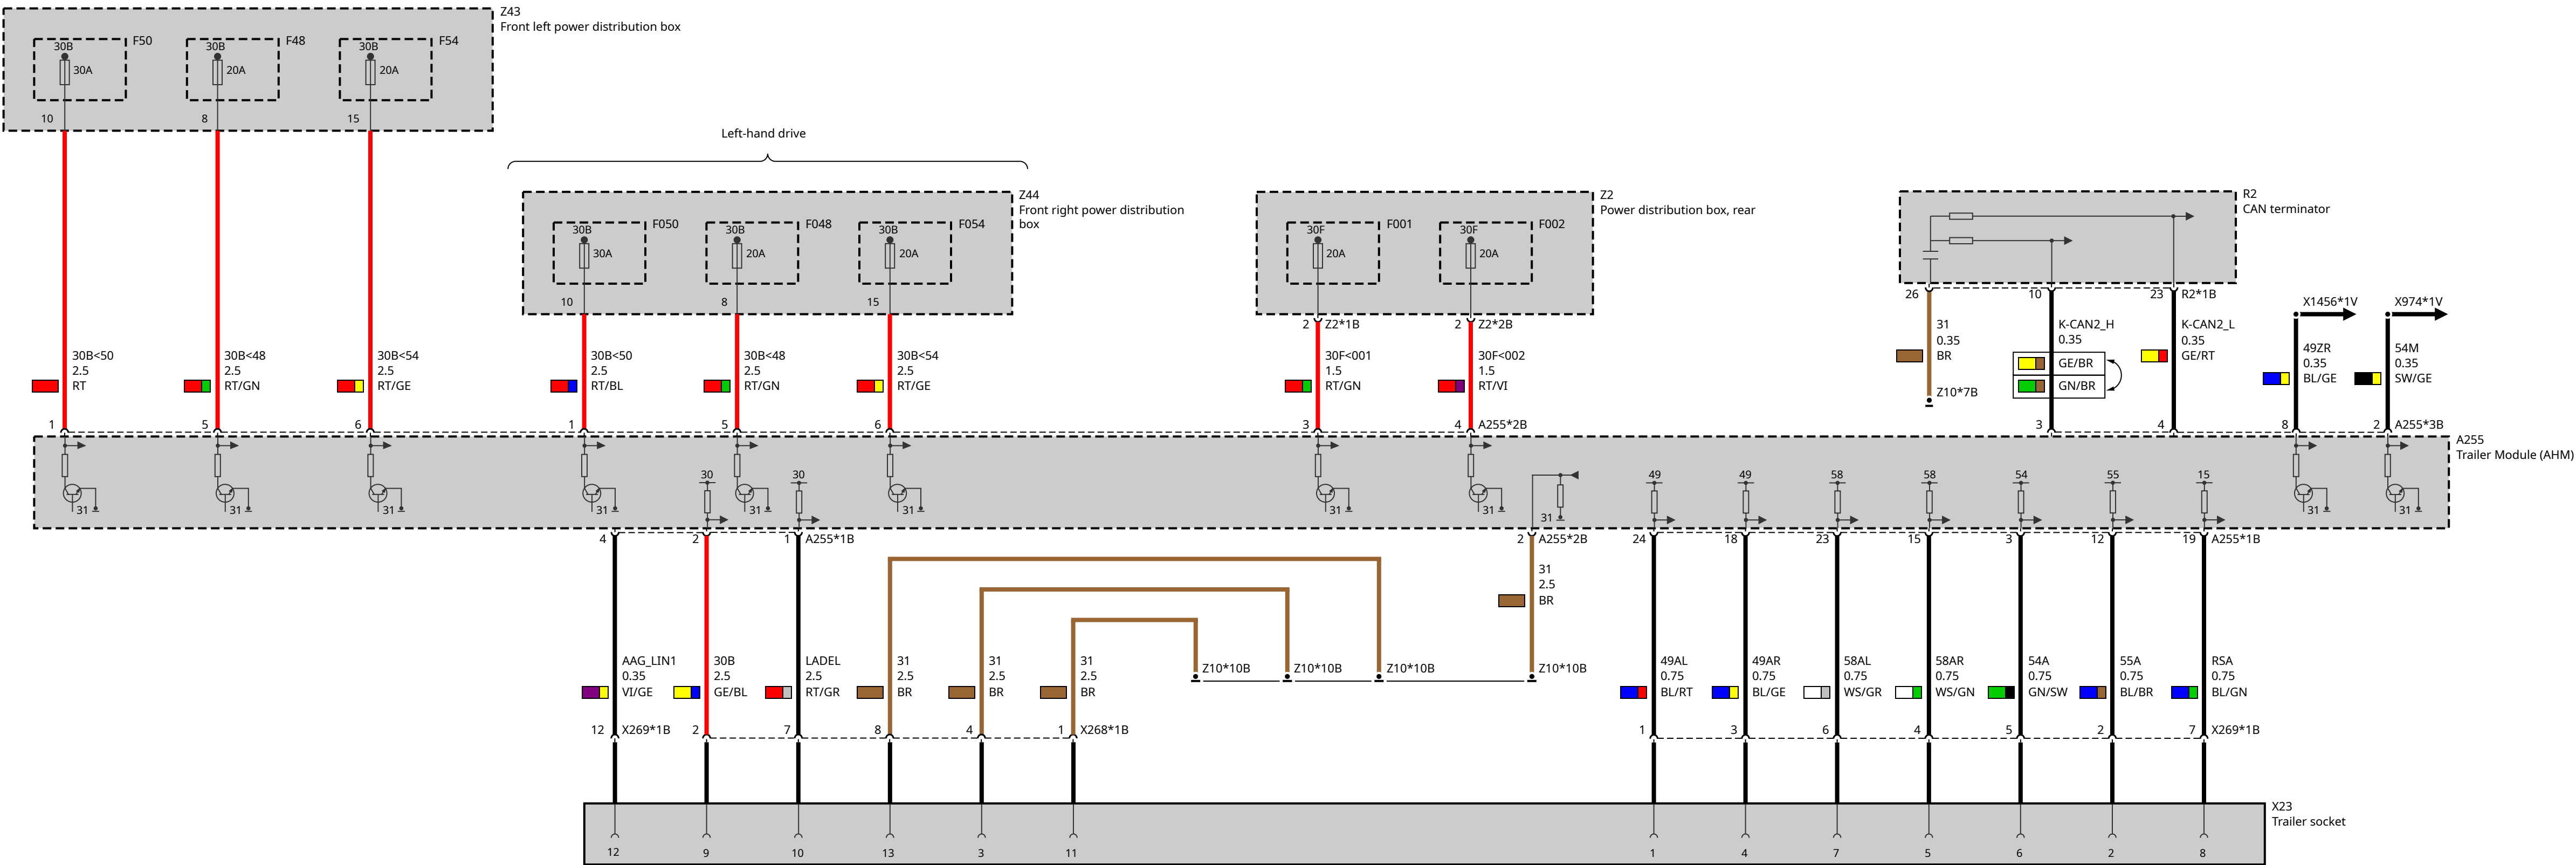 Z43
Front left power distribution box
F50
F48
F54
30B
30B
30B
30A
20A
20A
10
8
15
Left-hand drive
Z44
Front right power distribution
box
F050
F048
F054
30B
30B
30B
30A
20A
20A
10
8
15
Z2
Power distribution box, rear
F001
F002
30F
30F
20A
20A
2
Z2*1B
2
Z2*2B
R2
CAN terminator
26
10
23
R2*1B
X1456*1V
X974*1V
30B<50
2.5
RT
30B<48
2.5
RT/GN
30B<54
2.5
RT/GE
30B<50
2.5
RT/BL
30B<48
2.5
RT/GN
30B<54
2.5
RT/GE
30F<001
1.5
RT/GN
30F<002
1.5
RT/VI
31
0.35
BR
Z10*7B
K-CAN2_H
0.35
GE/BR
GN/BR
K-CAN2_L
0.35
GE/RT
49ZR
0.35
BL/GE
54M
0.35
SW/GE
1
5
6
1
5
6
3
4
A255*2B
3
4
8
2
A255*3B
A255
Trailer Module (AHM)
30
30
49
49
58
58
54
55
15
31
31
31
31
31
31
31
31
31
31
31
4
2
1
A255*1B
2
A255*2B
24
18
23
15
3
12
19
A255*1B
31
2.5
BR
AAG_LIN1
0.35
VI/GE
30B
2.5
GE/BL
LADEL
2.5
RT/GR
31
2.5
BR
31
2.5
BR
31
2.5
BR
Z10*10B
Z10*10B
Z10*10B
Z10*10B
49AL
0.75
BL/RT
49AR
0.75
BL/GE
58AL
0.75
WS/GR
58AR
0.75
WS/GN
54A
0.75
GN/SW
55A
0.75
BL/BR
RSA
0.75
BL/GN
12
X269*1B
2
7
8
4
1
X268*1B
1
3
6
4
5
2
7
X269*1B
X23
Trailer socket
12
9
10
13
3
11
1
4
7
5
6
2
8